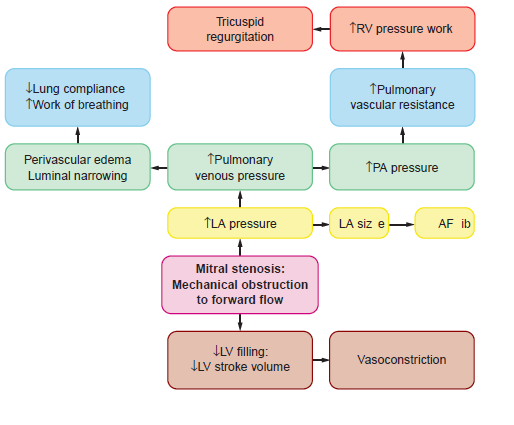 Tricuspid
regurgitation
↑RV pressure work
↓Lung compliance
↑Work of breathing
↑Pulmonary
vascular resistance
Perivascular edema
Luminal narrowing
↑Pulmonary
venous pressure
↑PA pressure
↑LA pressure
LA siz e
AF ib
Mitral stenosis:
Mechanical obstruction
to forward flow
↓LV filling:
↓LV stroke volume
Vasoconstriction